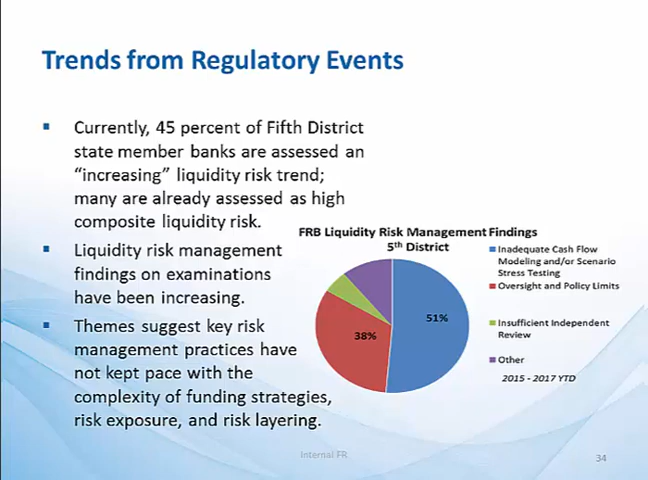 Trends from Regulatory Events
▪ Currently, 45 percent of Fifth District
state member banks are assessed an
“increasing” liquidity risk trend;
many are already assessed as high
composite liquidity risk.
▪ Liquidity risk management
findings on examinations
have been increasing.
▪ Themes suggest key risk
management practices have
not kept pace with the
complexity of funding strategies,
risk exposure, and risk layering.
FRB Liquidity Risk Management Findings
5th District
51%
38%
Inadequate Cash Flow
Modeling and/or Scenario
Stress Testing
Oversight and Policy Limits
Insufficient Independent
Review
Other
2015 - 2017 YTD
Internal FR
34